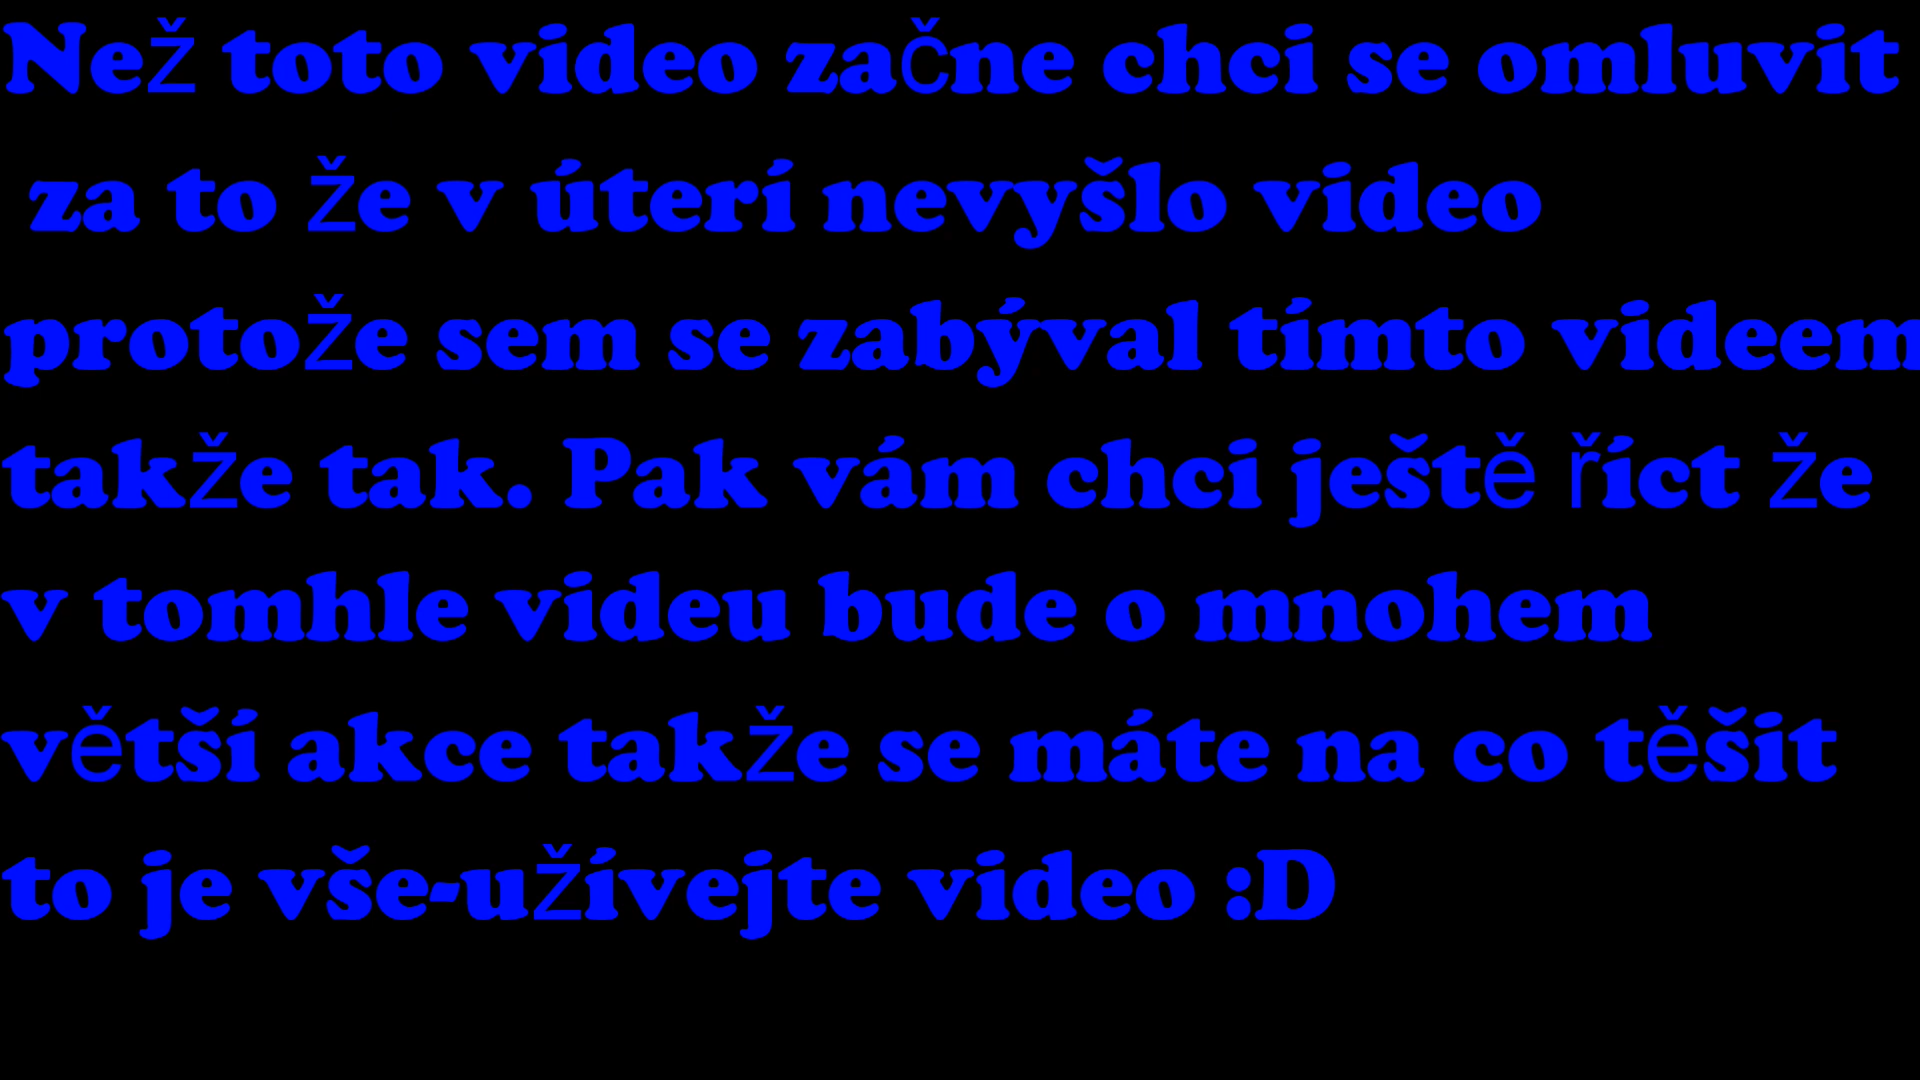 Než toto video začne chci se omluvit
za to že v úterí nevyšlo video
protože sem se zabýval tímto videem
takže tak. Pak vám chci ještě říct že
v tomhle videu bude o mnohem
větší akce takže se máte na co těšit
to je vše-užívejte video :D